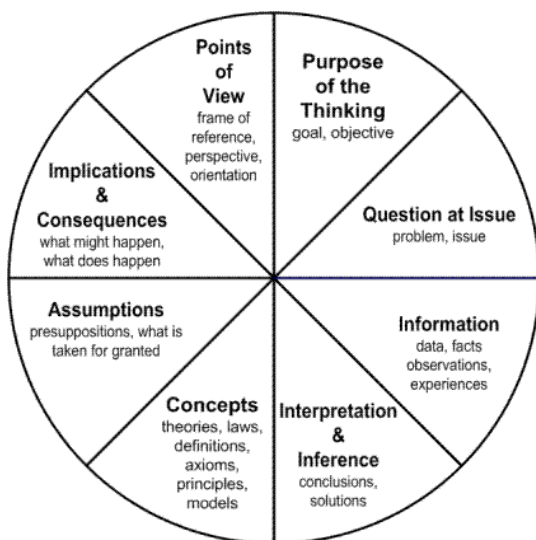 Points
of
View
frame of
reference,
perspective,
orientation
Purpose
of the
Thinking
goal, objective
Question at Issue
problem, issue
Information
data, facts
observations,
experiences
Interpretation
&
Inference
conclusions,
solutions
Concepts
theories, laws,
definitions,
axioms,
principles,
models
Assumptions
presuppositions, what is
taken for granted
Implications
&
Consequences
what might happen,
what does happen